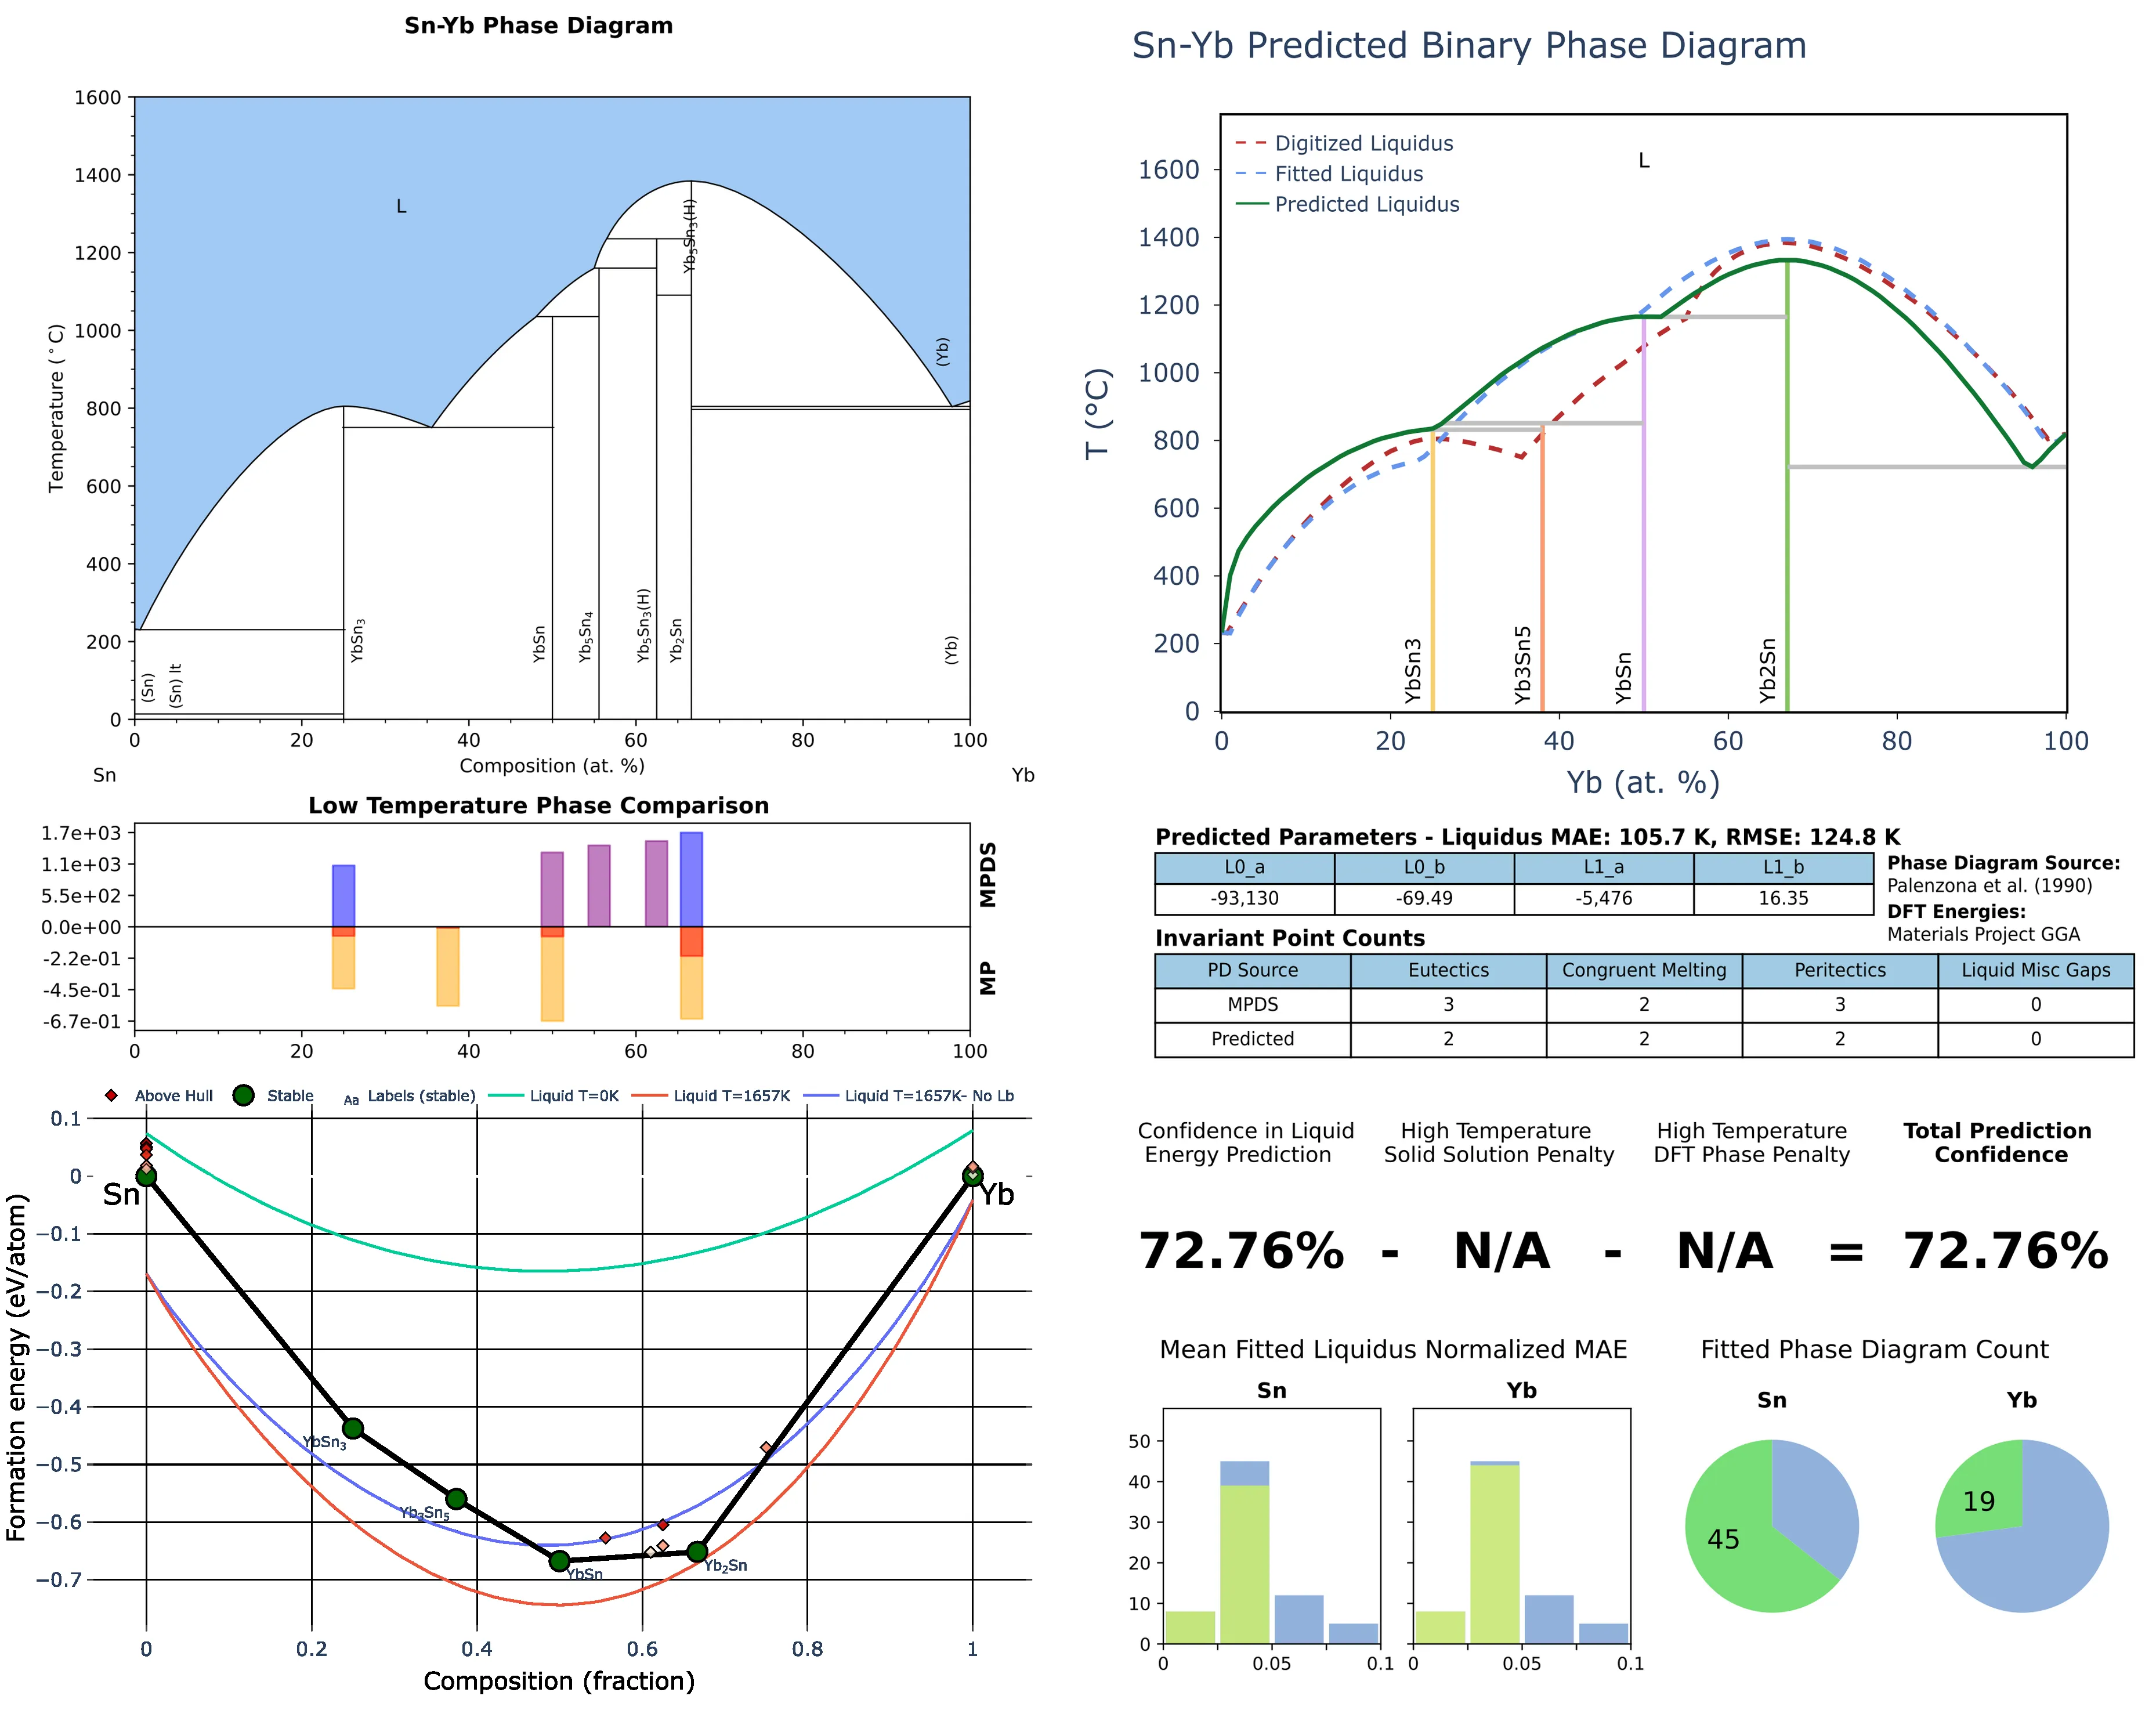 Sn-Yb Phase Diagram
1600
1400
1200
1000
800
600
400
200
0
Temperature (°C)
L
(Sn)
(Sn) lt
YbSn3
YbSn
Yb5Sn4
Yb5Sn3(H)
Yb2Sn
Yb5Sn3(H)
(Yb)
(Yb)
0 20 40 60 80 100
Composition (at. %)
Sn Yb
Low Temperature Phase Comparison
1.7e+03
1.1e+03
5.5e+02
0.0e+00
-2.2e-01
-4.5e-01
-6.7e-01
MPDS
MP
0 20 40 60 80 100
Above Hull Stable Aa Labels (stable) Liquid T=0K Liquid T=1657K Liquid T=1657K- No Lb
0.1
0
−0.1
−0.2
−0.3
−0.4
−0.5
−0.6
−0.7
Formation energy (eV/atom)
Sn
YbSn3
Yb3Sn5
YbSn
Yb2Sn
Yb
0 0.2 0.4 0.6 0.8 1
Composition (fraction)
Sn-Yb Predicted Binary Phase Diagram
Digitized Liquidus
Fitted Liquidus
Predicted Liquidus
L
1600
1400
1200
1000
800
600
400
200
0
T (°C)
YbSn3
Yb3Sn5
YbSn
Yb2Sn
0 20 40 60 80 100
Yb (at. %)
Predicted Parameters - Liquidus MAE: 105.7 K, RMSE: 124.8 K
L0_a L0_b L1_a L1_b
-93,130 -69.49 -5,476 16.35
Phase Diagram Source:
Palenzona et al. (1990)
DFT Energies:
Materials Project GGA
Invariant Point Counts
PD Source Eutectics Congruent Melting Peritectics Liquid Misc Gaps
MPDS 3 2 3 0
Predicted 2 2 2 0
Confidence in Liquid
Energy Prediction
High Temperature
Solid Solution Penalty
High Temperature
DFT Phase Penalty
Total Prediction
Confidence
72.76% - N/A - N/A = 72.76%
Mean Fitted Liquidus Normalized MAE
Sn
Yb
50
40
30
20
10
0
0 0.05 0.1
0 0.05 0.1
Fitted Phase Diagram Count
Sn
Yb
45
19